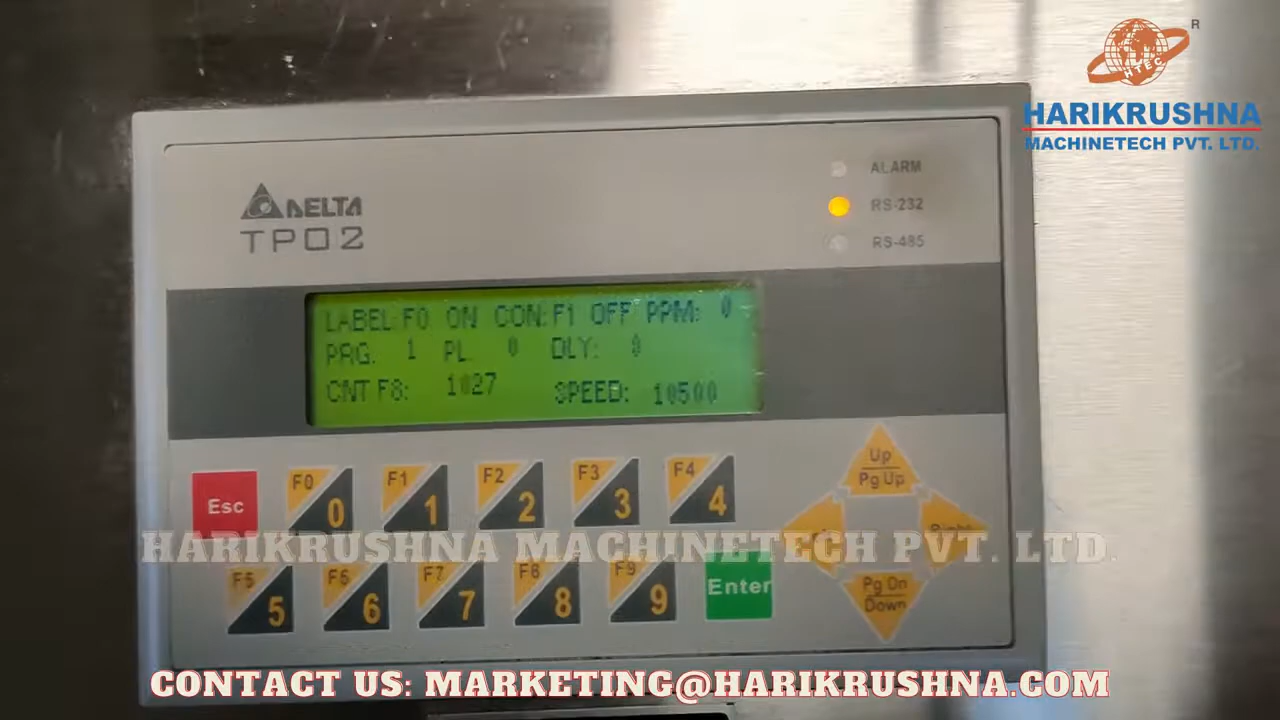 R
HTEC
HARIKRUSHNA
MACHINETECH PVT. LTD.
ALARM
RS-232
RS-485
DELTA
TP02
LABEL:F0 ON CON:F1 OFF PPM: 0
PRG. 1 PL 0 DLY: 0
CNT F8: 1027 SPEED: 10500
Esc F0 0 F1 1 F2 2 F3 3 F4 4
Up
Pg Up
HARIKRUSHNA MACHINETECH PVT. LTD.
F5 5 F6 6 F7 7 F8 8 F9 9 Enter
Pg On
Down
CONTACT US: MARKETING@HARIKRUSHNA.COM